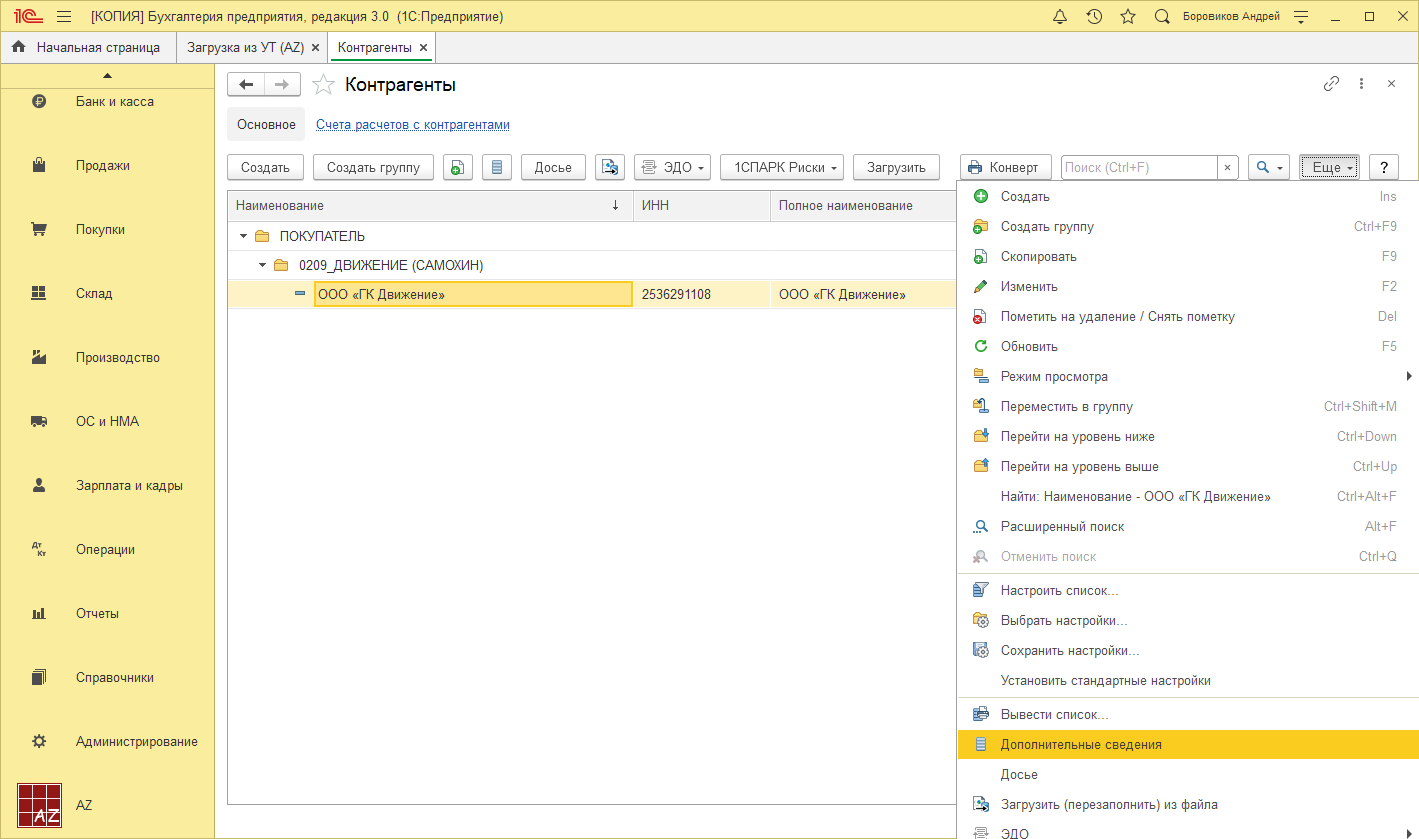 1С [КОПИЯ] Бухгалтерия предприятия, редакция 3.0 (1С:Предприятие) Боровиков Андрей
Начальная страница Загрузка из УТ (AZ) × Контрагенты ×
Банк и касса
Продажи
Покупки
Склад
Производство
ОС и НМА
Зарплата и кадры
Дт Кт Операции
Отчеты
Справочники
Администрирование
AZ AZ
Контрагенты
Основное Счета расчетов с контрагентами
Создать Создать группу Досье ЭДО 1СПАРК Риски Загрузить Конверт Поиск (Ctrl+F) × Еще ?
Наименование ↓ ИНН Полное наименование
ПОКУПАТЕЛЬ
0209_ДВИЖЕНИЕ (САМОХИН)
ООО «ГК Движение» 2536291108 ООО «ГК Движение»
Создать Ins
Создать группу Ctrl+F9
Скопировать F9
Изменить F2
Пометить на удаление / Снять пометку Del
Обновить F5
Режим просмотра
Переместить в группу Ctrl+Shift+M
Перейти на уровень ниже Ctrl+Down
Перейти на уровень выше Ctrl+Up
Найти: Наименование - ООО «ГК Движение» Ctrl+Alt+F
Расширенный поиск Alt+F
Отменить поиск Ctrl+Q
Настроить список...
Выбрать настройки...
Сохранить настройки...
Установить стандартные настройки
Вывести список...
Дополнительные сведения
Досье
Загрузить (перезаполнить) из файла
ЭДО